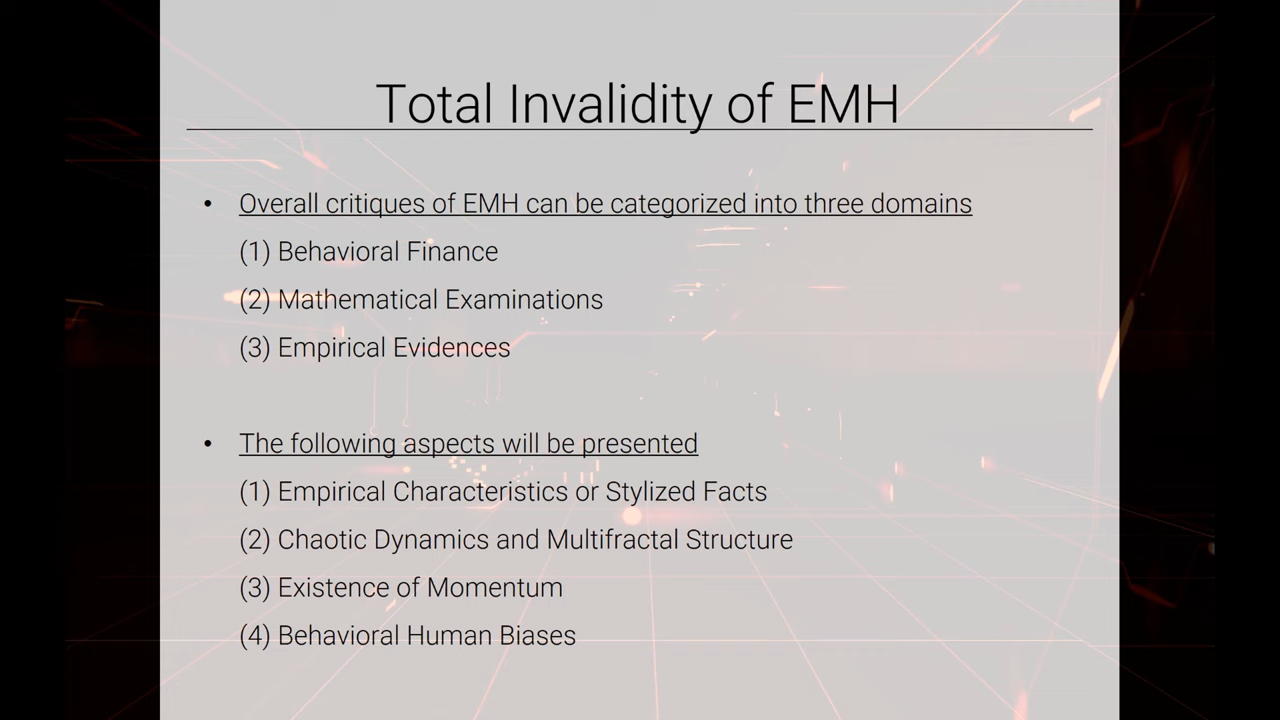 Total Invalidity of EMH
• Overall critiques of EMH can be categorized into three domains
(1) Behavioral Finance
(2) Mathematical Examinations
(3) Empirical Evidences
• The following aspects will be presented
(1) Empirical Characteristics or Stylized Facts
(2) Chaotic Dynamics and Multifractal Structure
(3) Existence of Momentum
(4) Behavioral Human Biases